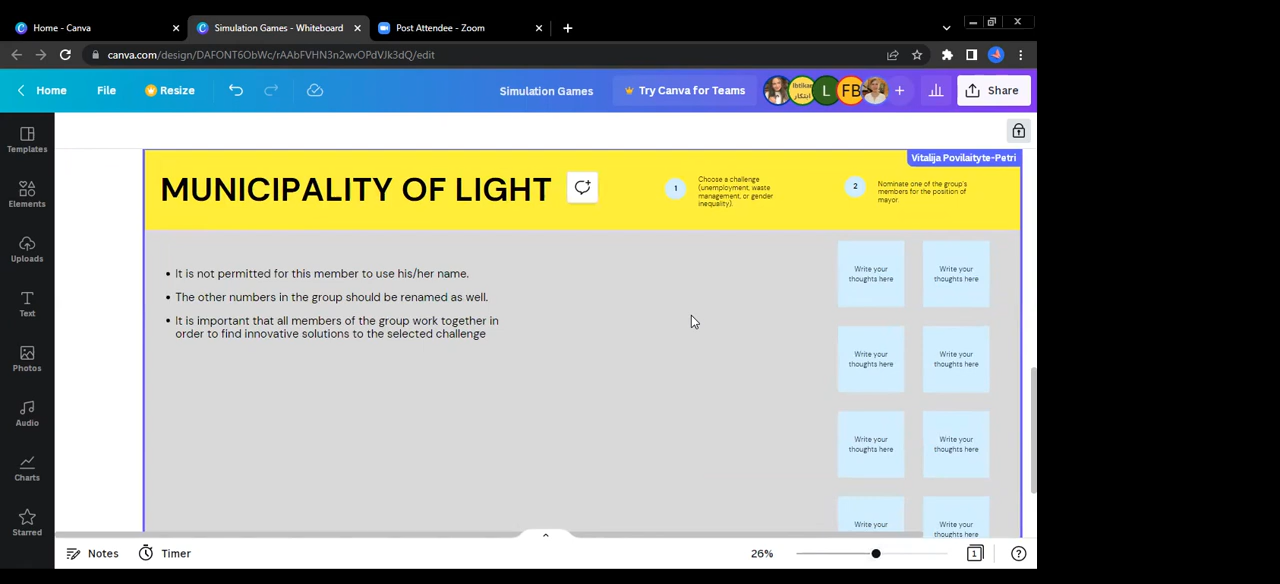 Home - Canva
Simulation Games - Whiteboard
Post Attendee - Zoom
canva.com/design/DAFONT6ObWc/rAAbFVHN3n2wvOPdVJk3dQ/edit
Home
File
Resize
Simulation Games
Try Canva for Teams
Ibtikar
ابتكار
L
FB
Share
Templates
Elements
Uploads
Text
Photos
Audio
Charts
Starred
Vitalija Povilaityte-Petri
MUNICIPALITY OF LIGHT
1
Choose a challenge
(unemployment, waste
management, or gender
inequality).
2
Nominate one of the group's
members for the position of
mayor.
• It is not permitted for this member to use his/her name.
• The other numbers in the group should be renamed as well.
• It is important that all members of the group work together in
order to find innovative solutions to the selected challenge
Write your
thoughts here
Write your
thoughts here
Write your
thoughts here
Write your
thoughts here
Write your
thoughts here
Write your
thoughts here
Write your
thoughts here
Write your
thoughts here
Notes
Timer
26%
1